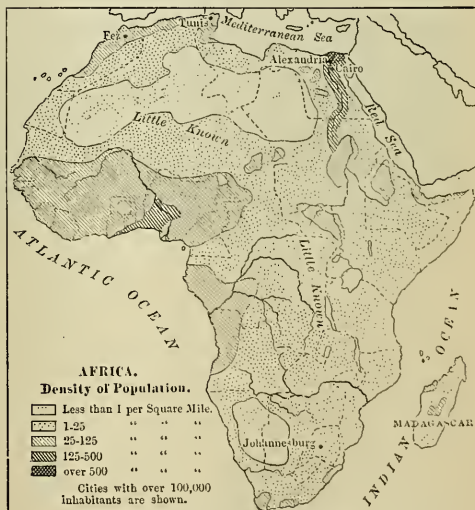 Fez
Tunis
Mediterranean Sea
Alexandria
Cairo
Red Sea
Little Known
ATLANTIC OCEAN
Little Known
INDIAN OCEAN
MADAGASCAR
Johannesburg
AFRICA.
Density of Population.
Less than 1 per Square Mile.
1-25 " " "
25-125 " " "
125-500 " " "
over 500 " " "
Cities with over 100,000
inhabitants are shown.